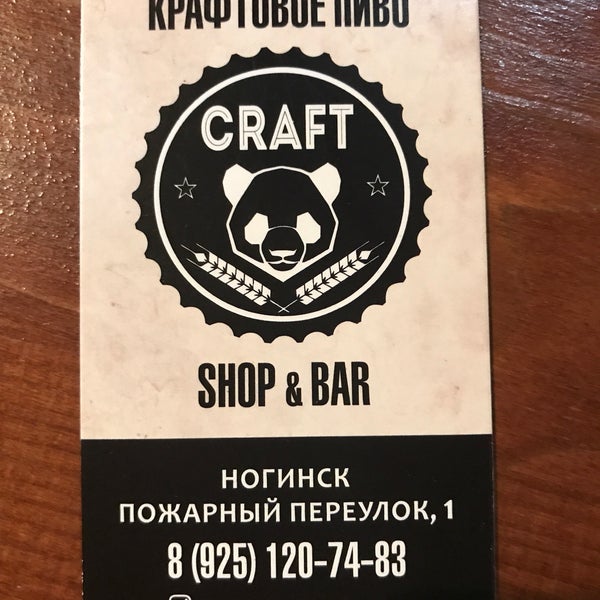 КРАФТОВОЕ ПИВО
CRAFT
SHOP & BAR
НОГИНСК
ПОЖАРНЫЙ ПЕРЕУЛОК, 1
8 (925) 120-74-83